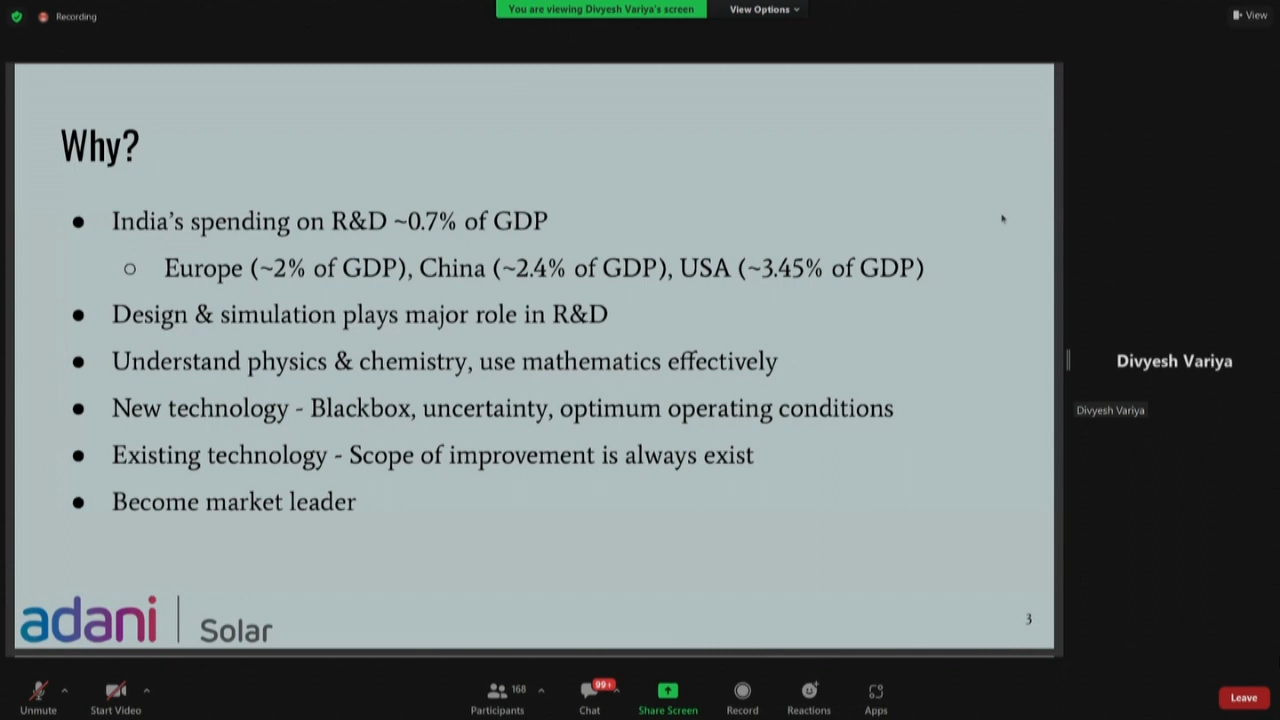 Recording
You are viewing Divyesh Variya's screen
View Options
View
Why?
● India's spending on R&D ~0.7% of GDP
○ Europe (~2% of GDP), China (~2.4% of GDP), USA (~3.45% of GDP)
● Design & simulation plays major role in R&D
● Understand physics & chemistry, use mathematics effectively
● New technology - Blackbox, uncertainty, optimum operating conditions
● Existing technology - Scope of improvement is always exist
● Become market leader
adani | Solar
3
Divyesh Variya
Divyesh Variya
Unmute
Start Video
168
Participants
99+
Chat
Share Screen
Record
Reactions
Apps
Leave